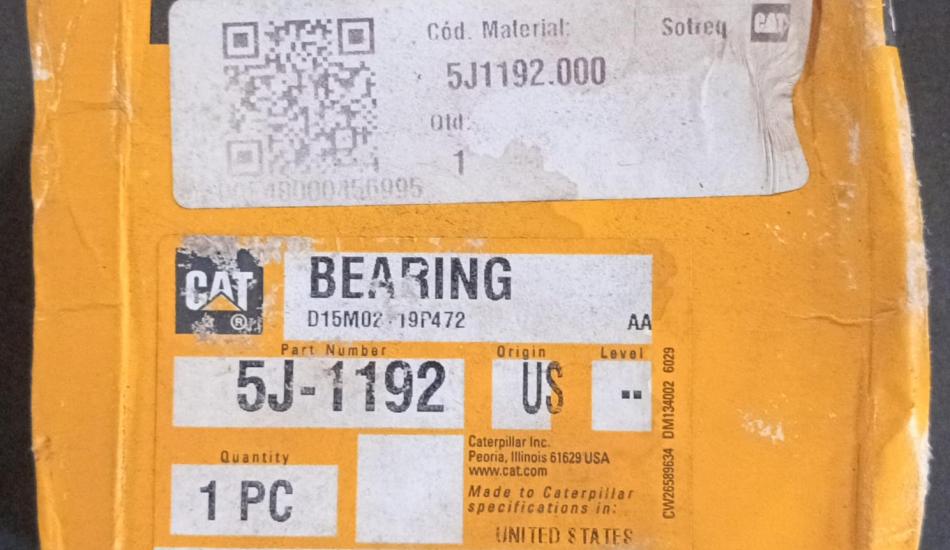 Cód. Material: Sotreq CAT
5J1192.000
Qtd:
1
CAT ®
BEARING
D15M02-19P472 AA
Part Number Origin Level
5J-1192 US --
Quantity
1 PC
Caterpillar Inc.
Peoria, Illinois 61629 USA
www.cat.com
Made to Caterpillar
specifications in:
UNITED STATES
CW26589634 DM134002 6029